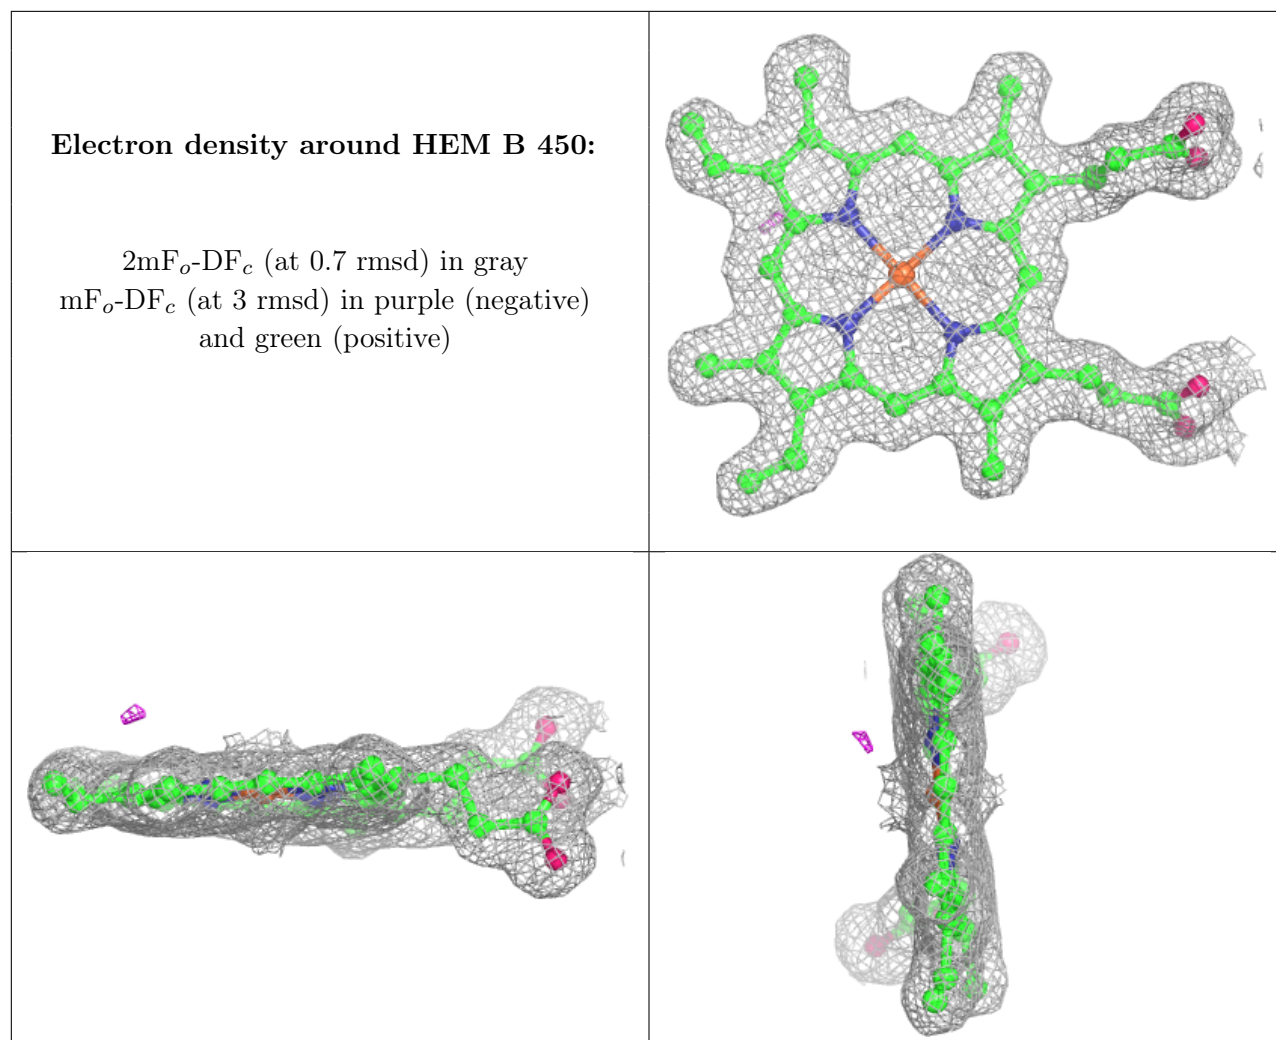 Electron density around HEM B 450:
2mFₒ-DF𝒸 (at 0.7 rmsd) in gray
mFₒ-DF𝒸 (at 3 rmsd) in purple (negative)
and green (positive)